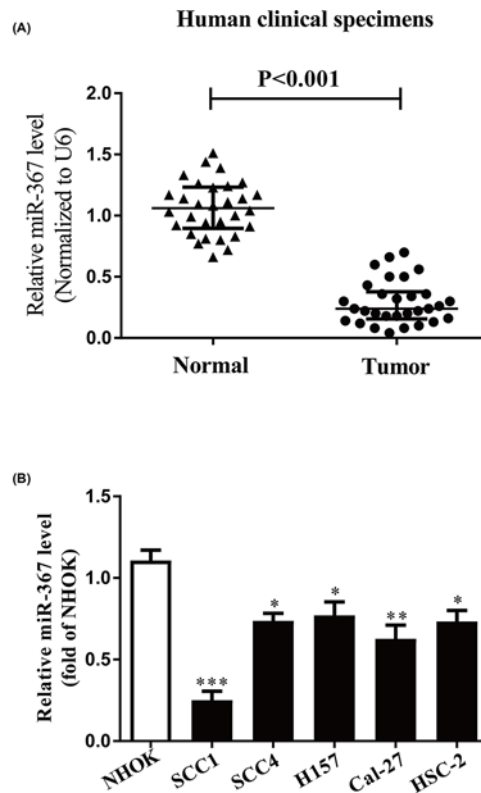 (A)
Human clinical specimens
P<0.001
Relative miR-367 level
(Normalized to U6)
2.0
1.5
1.0
0.5
0.0
Normal Tumor
(B)
Relative miR-367 level
(fold of NHOK)
1.5
1.0
0.5
0.0
***
*
*
**
*
NHOK SCC1 SCC4 H157 Cal-27 HSC-2